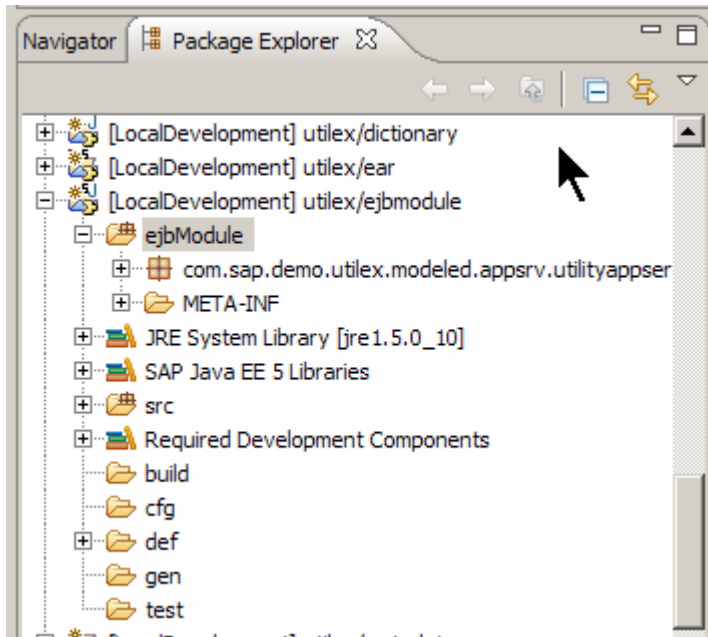 Navigator
Package Explorer
[LocalDevelopment] utilex/dictionary
[LocalDevelopment] utilex/ear
[LocalDevelopment] utilex/ejbmodule
ejbModule
com.sap.demo.utilex.modeled.appsrv.utilityappser
META-INF
JRE System Library [jre1.5.0_10]
SAP Java EE 5 Libraries
src
Required Development Components
build
cfg
def
gen
test